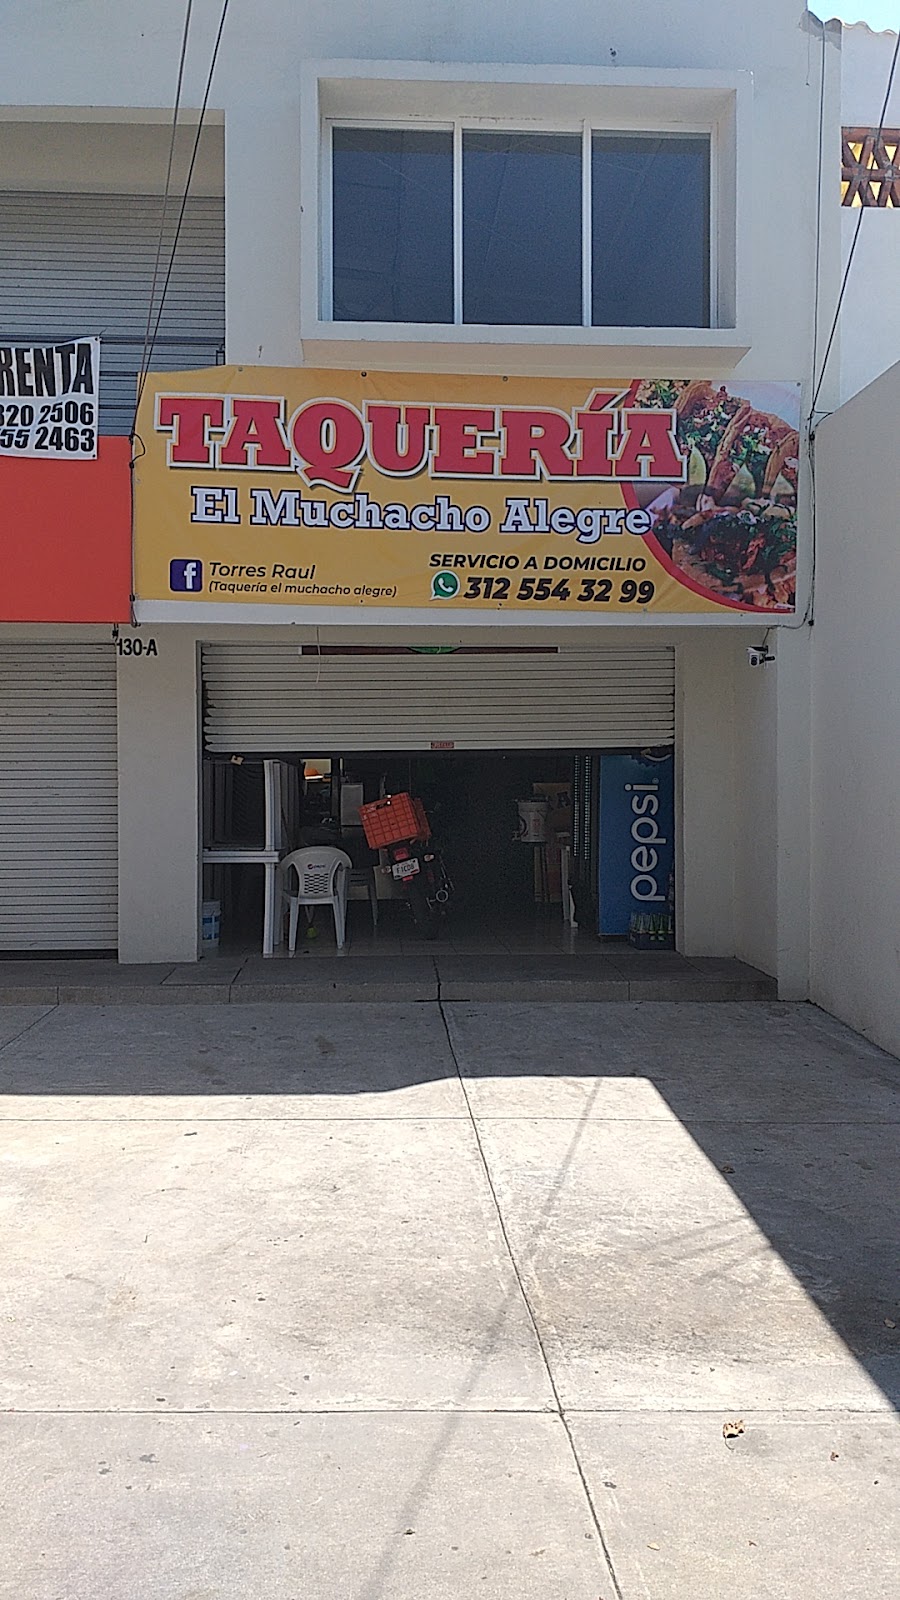 RENTA
320 2506
755 2463
TAQUERÍA
El Muchacho Alegre
SERVICIO A DOMICILIO
312 554 32 99
f Torres Raul
(Taquería el muchacho alegre)
130-A
pepsi